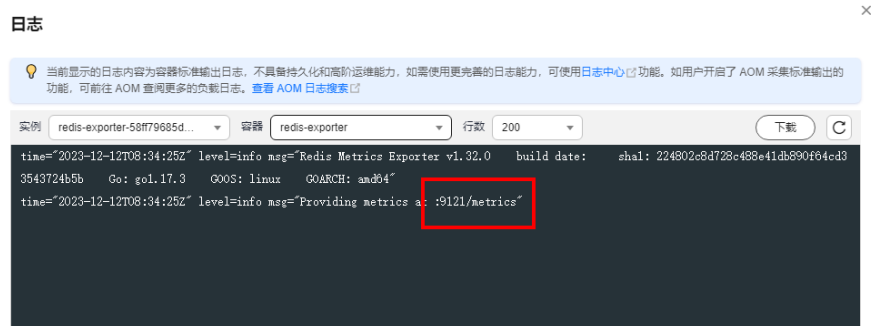 日志
当前显示的日志内容为容器标准输出日志，不具备持久化和高阶运维能力，如需使用更完善的日志能力，可使用日志中心功能。如用户开启了 AOM 采集标准输出的
功能，可前往 AOM 查阅更多的负载日志。查看 AOM 日志搜索
实例 redis-exporter-58ff79685d... 容器 redis-exporter 行数 200 下载
time="2023-12-12T08:34:25Z" level=info msg="Redis Metrics Exporter v1.32.0 build date: sha1: 224802c8d728c488e41db890f64cd3
3543724b5b Go: go1.17.3 GOOS: linux GOARCH: amd64"
time="2023-12-12T08:34:25Z" level=info msg="Providing metrics at :9121/metrics"